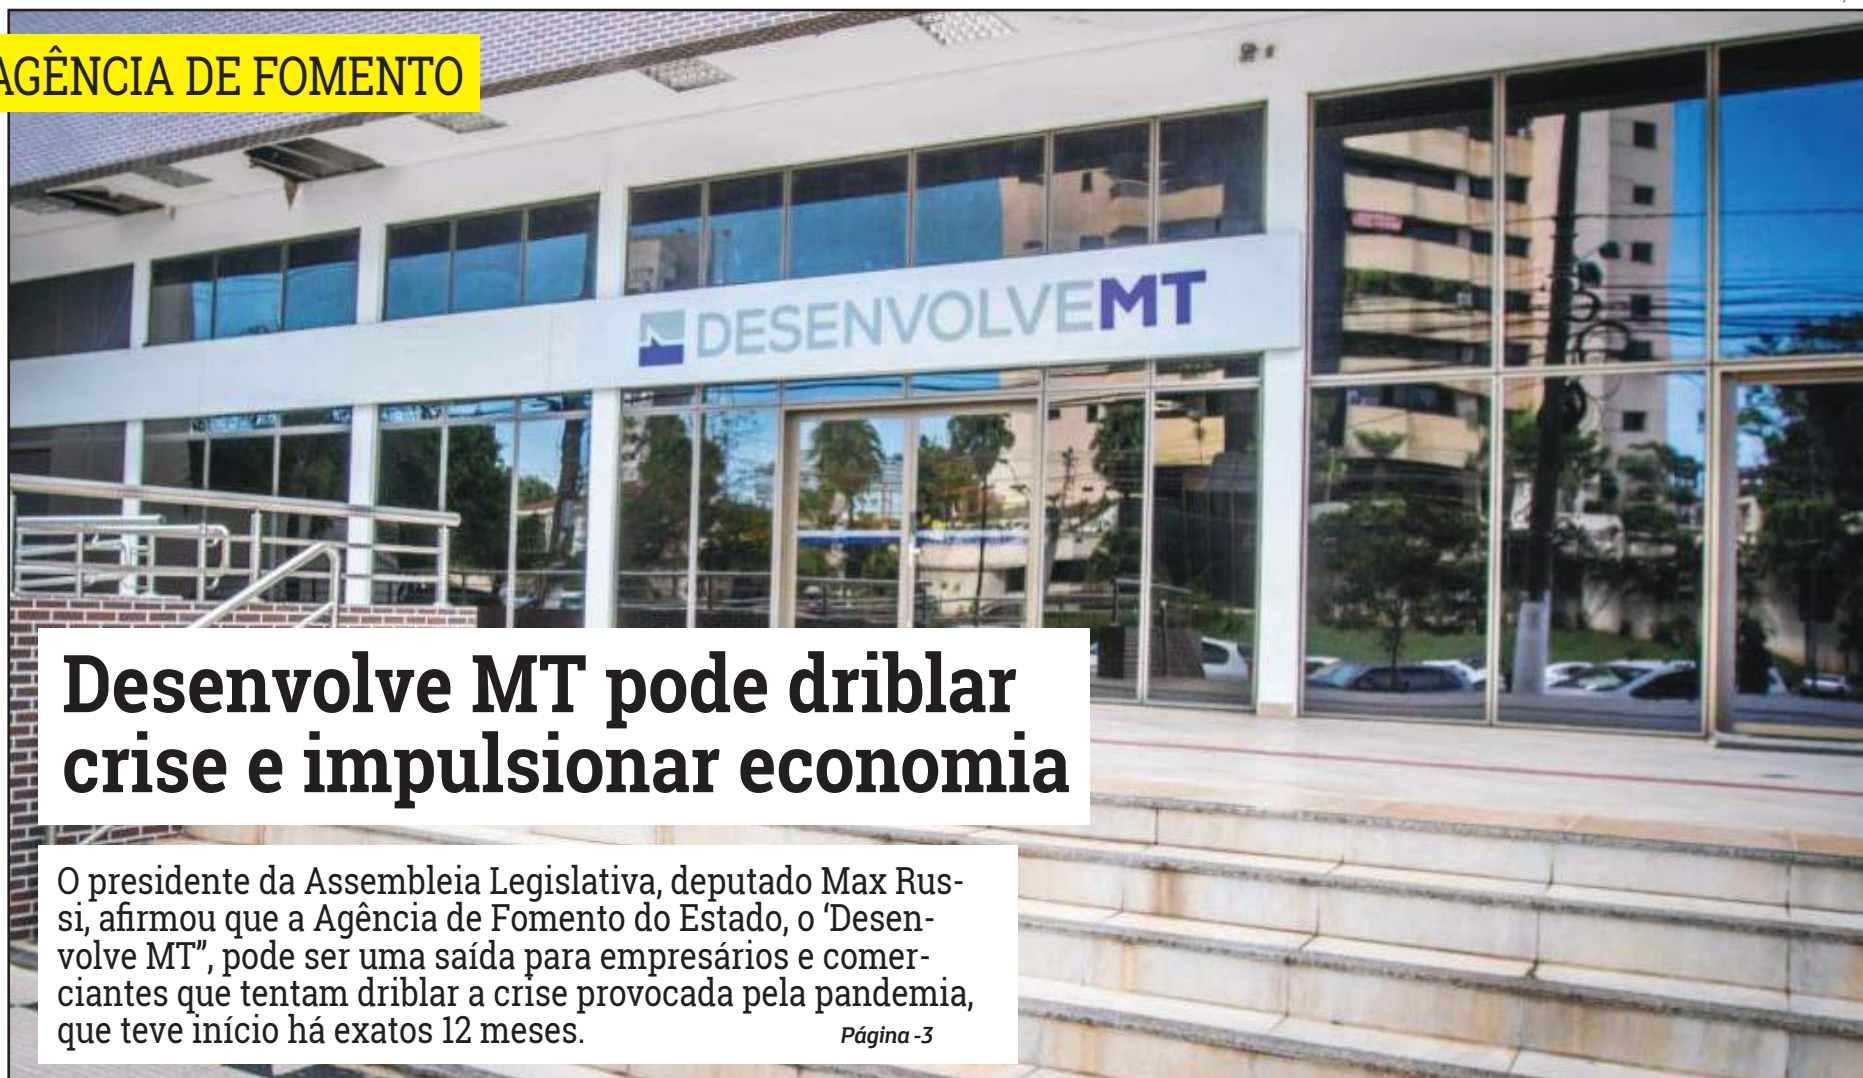 AGÊNCIA DE FOMENTO
DESENVOLVEMT
Desenvolve MT pode driblar
crise e impulsionar economia
O presidente da Assembleia Legislativa, deputado Max Rus-
si, afirmou que a Agência de Fomento do Estado, o ‘Desen-
volve MT”, pode ser uma saída para empresários e comer-
ciantes que tentam driblar a crise provocada pela pandemia,
que teve início há exatos 12 meses.
Página -3